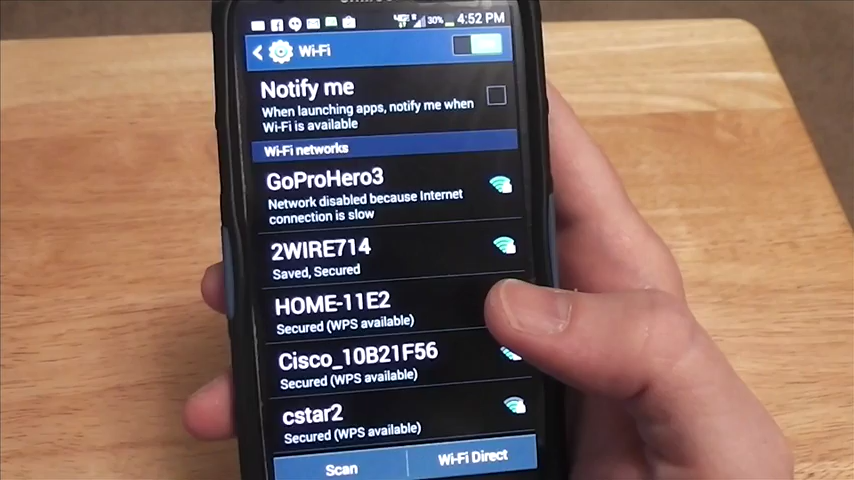 30% 4:52 PM
Wi-Fi
Notify me
When launching apps, notify me when
Wi-Fi is available
Wi-Fi networks
GoProHero3
Network disabled because Internet
connection is slow
2WIRE714
Saved, Secured
HOME-11E2
Secured (WPS available)
Cisco_10B21F56
Secured (WPS available)
cstar2
Secured (WPS available)
Scan
Wi-Fi Direct